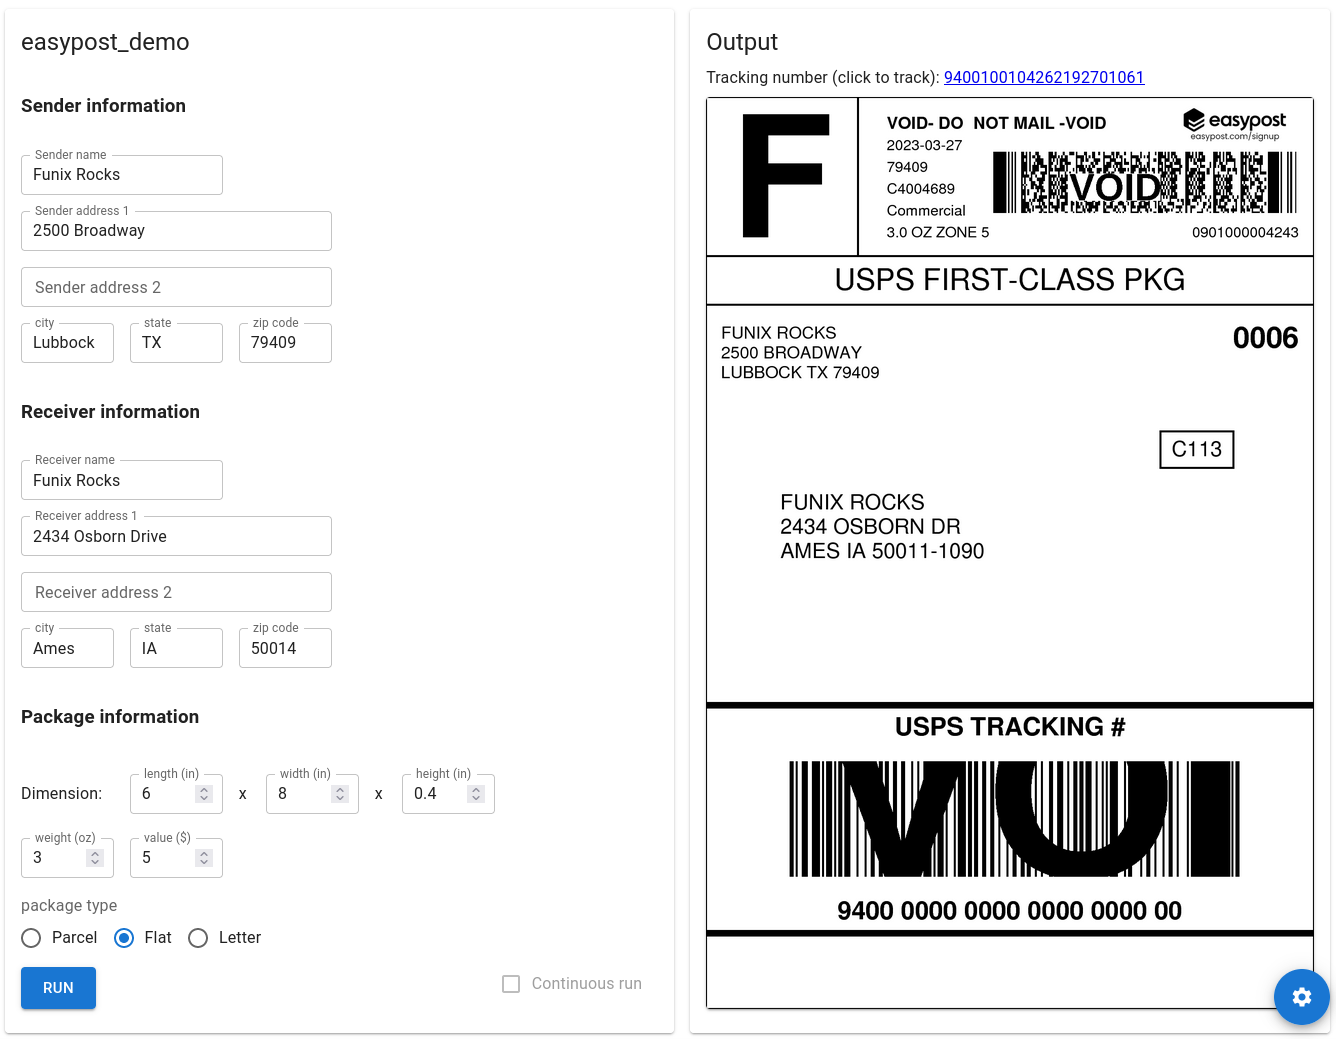 easypost_demo
Sender information
Sender name
Funix Rocks
Sender address 1
2500 Broadway
Sender address 2
city
Lubbock
state
TX
zip code
79409
Receiver information
Receiver name
Funix Rocks
Receiver address 1
2434 Osborn Drive
Receiver address 2
city
Ames
state
IA
zip code
50014
Package information
Dimension:
length (in)
6
x
width (in)
8
x
height (in)
0.4
weight (oz)
3
value ($)
5
package type
Parcel
Flat
Letter
RUN
Continuous run
Output
Tracking number (click to track): 9400100104262192701061
F
VOID- DO NOT MAIL -VOID
2023-03-27
79409
C4004689
Commercial
3.0 OZ ZONE 5
easypost
easypost.com/signup
VOID
0901000004243
USPS FIRST-CLASS PKG
FUNIX ROCKS
2500 BROADWAY
LUBBOCK TX 79409
0006
C113
FUNIX ROCKS
2434 OSBORN DR
AMES IA 50011-1090
USPS TRACKING #
VOI
9400 0000 0000 0000 0000 00